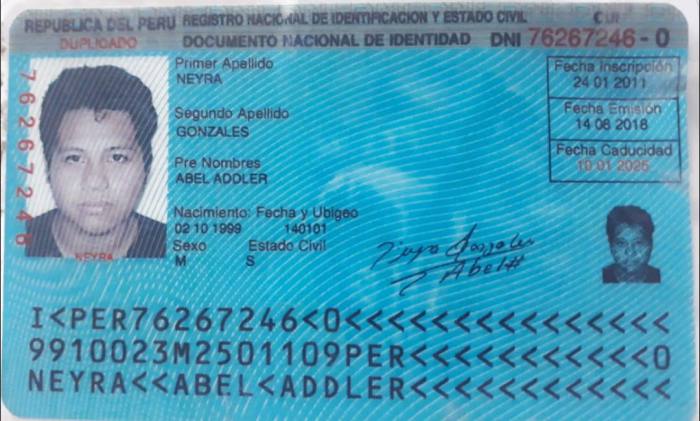 REPUBLICA DEL PERU REGISTRO NACIONAL DE IDENTIFICACION Y ESTADO CIVIL CUI
DUPLICADO DOCUMENTO NACIONAL DE IDENTIDAD DNI 76267246 - 0
Primer Apellido
NEYRA
Segundo Apellido
GONZALES
Pre Nombres
ABEL ADDLER
Nacimiento: Fecha y Ubigeo
02 10 1999 140101
Sexo Estado Civil
M S
Fecha Inscripción
24 01 2011
Fecha Emisión
14 08 2018
Fecha Caducidad
10 01 2025
76267246
NEYRA
Abel
I<PER76267246<0<<<<<<<<<<<<<<<
9910023M2501109PER<<<<<<<<<<<0
NEYRA<<ABEL<ADDLER<<<<<<<<<<<<